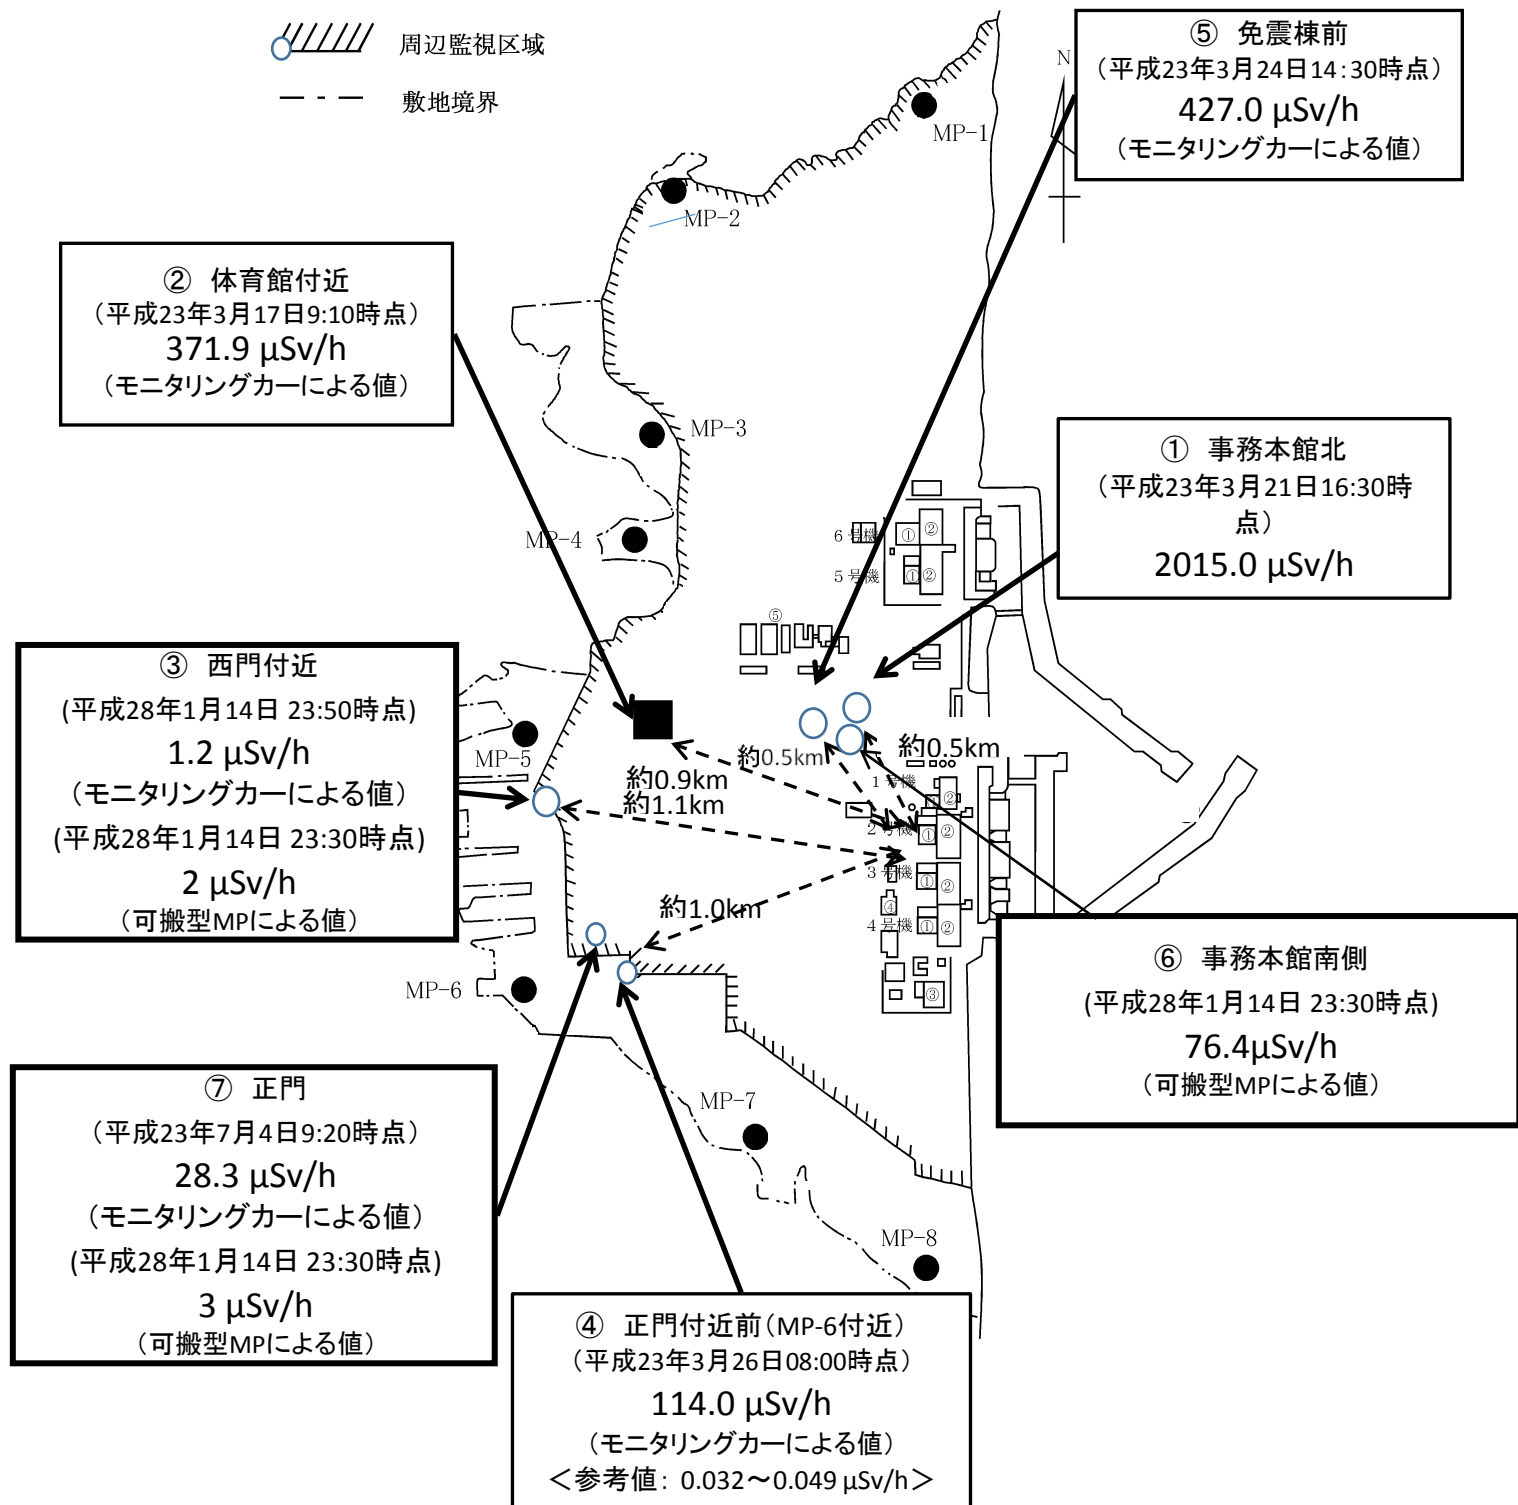 周辺監視区域
敷地境界
⑤ 免震棟前
（平成23年3月24日14:30時点）
427.0 μSv/h
（モニタリングカーによる値）
N
MP-1
MP-2
② 体育館付近
（平成23年3月17日9:10時点）
371.9 μSv/h
（モニタリングカーによる値）
MP-3
① 事務本館北
（平成23年3月21日16:30時
点）
2015.0 μSv/h
MP-4
6号機
① ②
5号機
① ②
⑤
③ 西門付近
(平成28年1月14日 23:50時点)
1.2 μSv/h
（モニタリングカーによる値）
(平成28年1月14日 23:30時点)
2 μSv/h
（可搬型MPによる値）
MP-5
約0.5km
約0.5km
約0.9km
約1.1km
1号機
① ②
2号機
① ②
3号機
① ②
④
4号機
① ②
③
約1.0km
MP-6
⑥ 事務本館南側
(平成28年1月14日 23:30時点)
76.4μSv/h
（可搬型MPによる値）
⑦ 正門
（平成23年7月4日9:20時点）
28.3 μSv/h
（モニタリングカーによる値）
(平成28年1月14日 23:30時点)
3 μSv/h
（可搬型MPによる値）
MP-7
MP-8
④ 正門付近前（MP-6付近）
（平成23年3月26日08:00時点）
114.0 μSv/h
（モニタリングカーによる値）
＜参考値：0.032～0.049 μSv/h＞